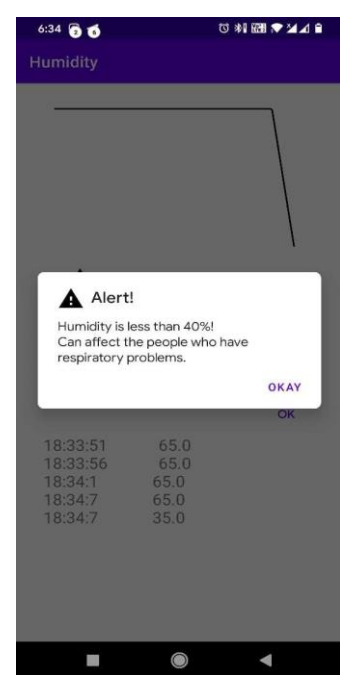 6:34
Humidity
Alert!
Humidity is less than 40%!
Can affect the people who have
respiratory problems.
OKAY
OK
18:33:51 65.0
18:33:56 65.0
18:34:1 65.0
18:34:7 65.0
18:34:7 35.0